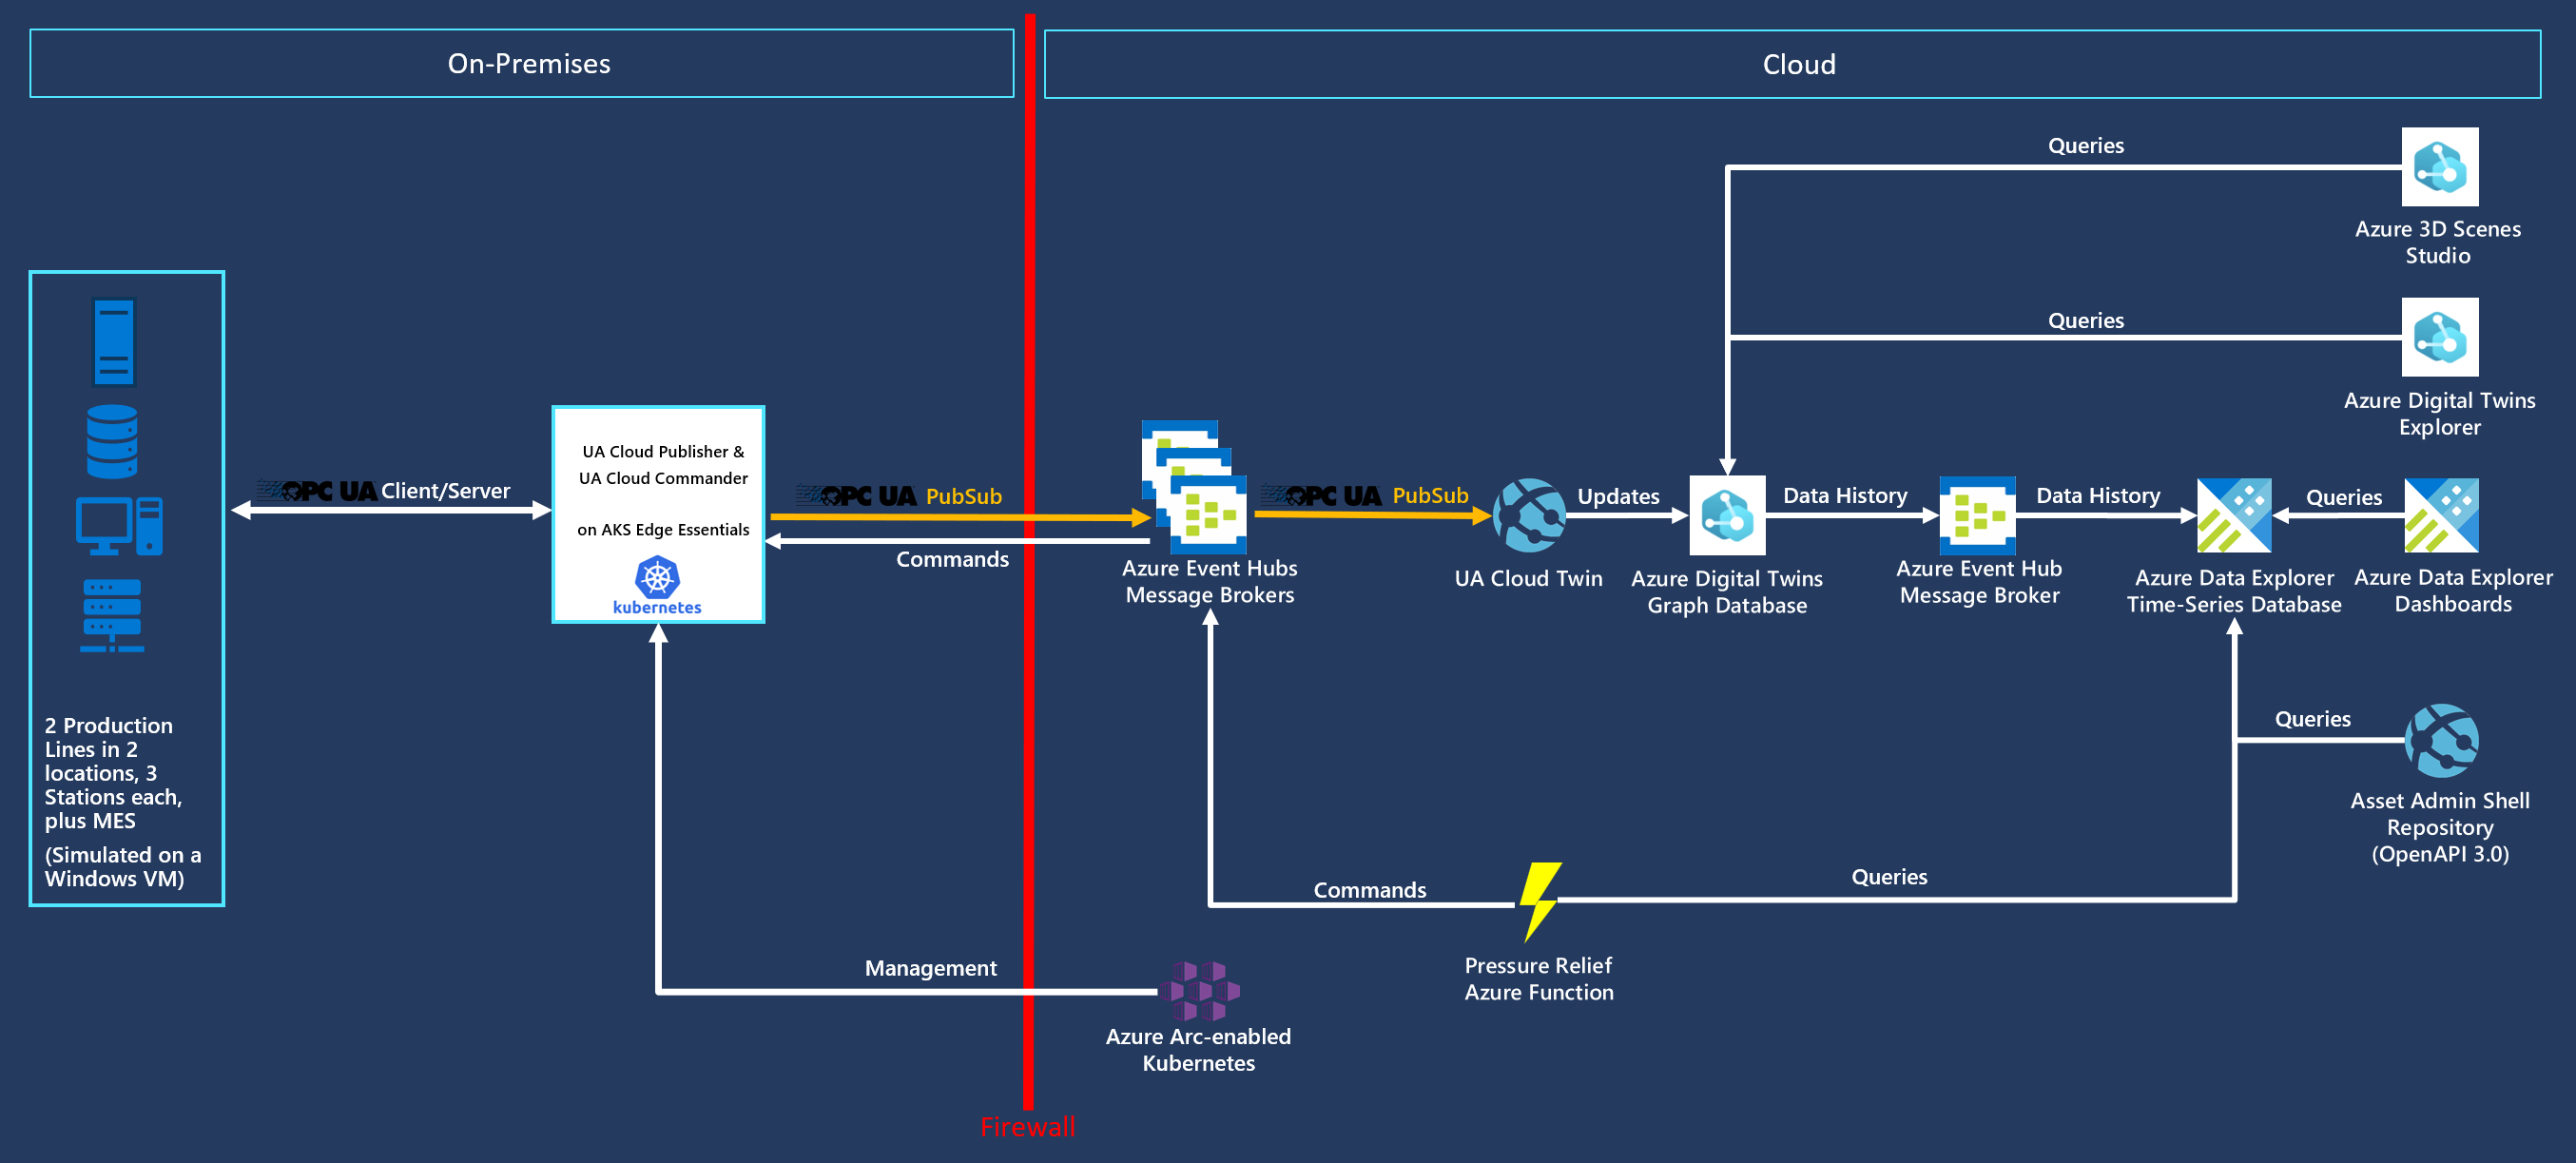 On-Premises
Cloud
Queries
Azure 3D Scenes
Studio
Queries
Azure Digital Twins
Explorer
2 Production
Lines in 2
locations, 3
Stations each,
plus MES
(Simulated on a
Windows VM)
OPC UA Client/Server
UA Cloud Publisher &
UA Cloud Commander
on AKS Edge Essentials
kubernetes
OPC UA PubSub
Commands
Azure Event Hubs
Message Brokers
OPC UA PubSub
UA Cloud Twin
Updates
Azure Digital Twins
Graph Database
Data History
Azure Event Hub
Message Broker
Data History
Azure Data Explorer
Time-Series Database
Queries
Azure Data Explorer
Dashboards
Queries
Asset Admin Shell
Repository
(OpenAPI 3.0)
Commands
Queries
Pressure Relief
Azure Function
Management
Azure Arc-enabled
Kubernetes
Firewall